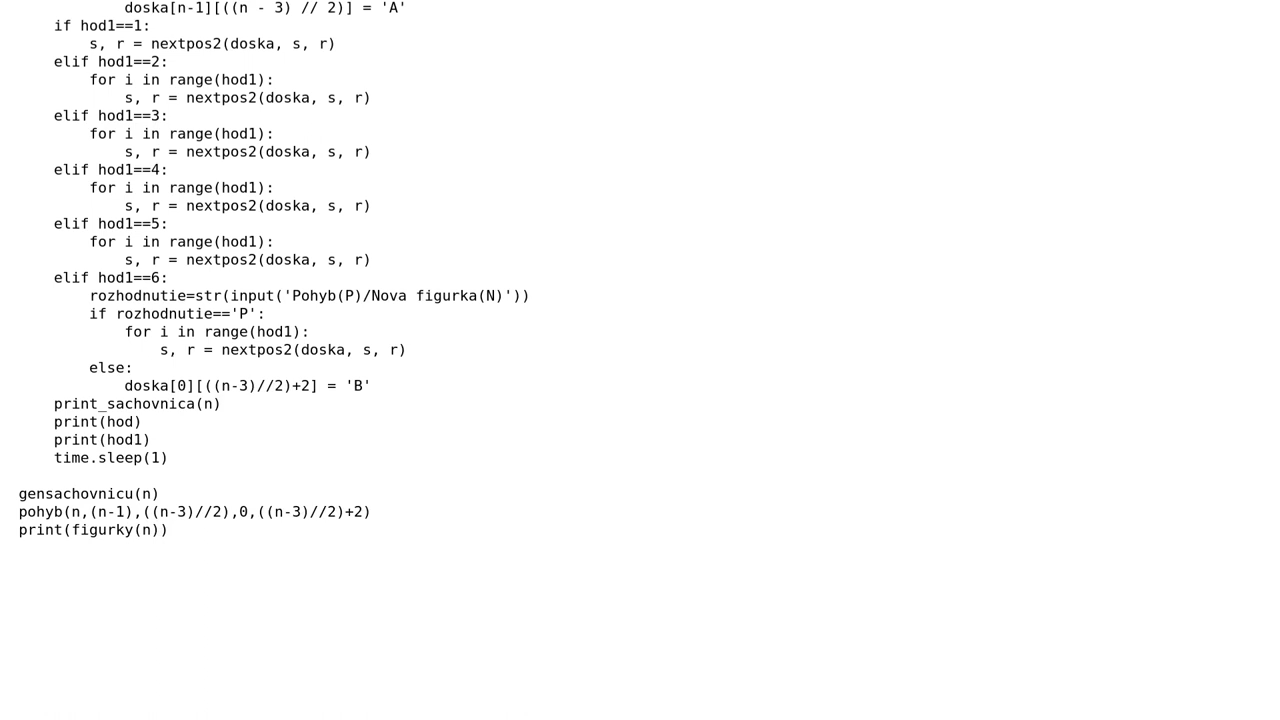 doska[n-1][((n - 3) // 2)] = 'A'
if hod1==1:
s, r = nextpos2(doska, s, r)
elif hod1==2:
for i in range(hod1):
s, r = nextpos2(doska, s, r)
elif hod1==3:
for i in range(hod1):
s, r = nextpos2(doska, s, r)
elif hod1==4:
for i in range(hod1):
s, r = nextpos2(doska, s, r)
elif hod1==5:
for i in range(hod1):
s, r = nextpos2(doska, s, r)
elif hod1==6:
rozhodnutie=str(input('Pohyb(P)/Nova figurka(N)'))
if rozhodnutie=='P':
for i in range(hod1):
s, r = nextpos2(doska, s, r)
else:
doska[0][((n-3)//2)+2] = 'B'
print_sachovnica(n)
print(hod)
print(hod1)
time.sleep(1)
gensachovnicu(n)
pohyb(n,(n-1),((n-3)//2),0,((n-3)//2)+2)
print(figurky(n))